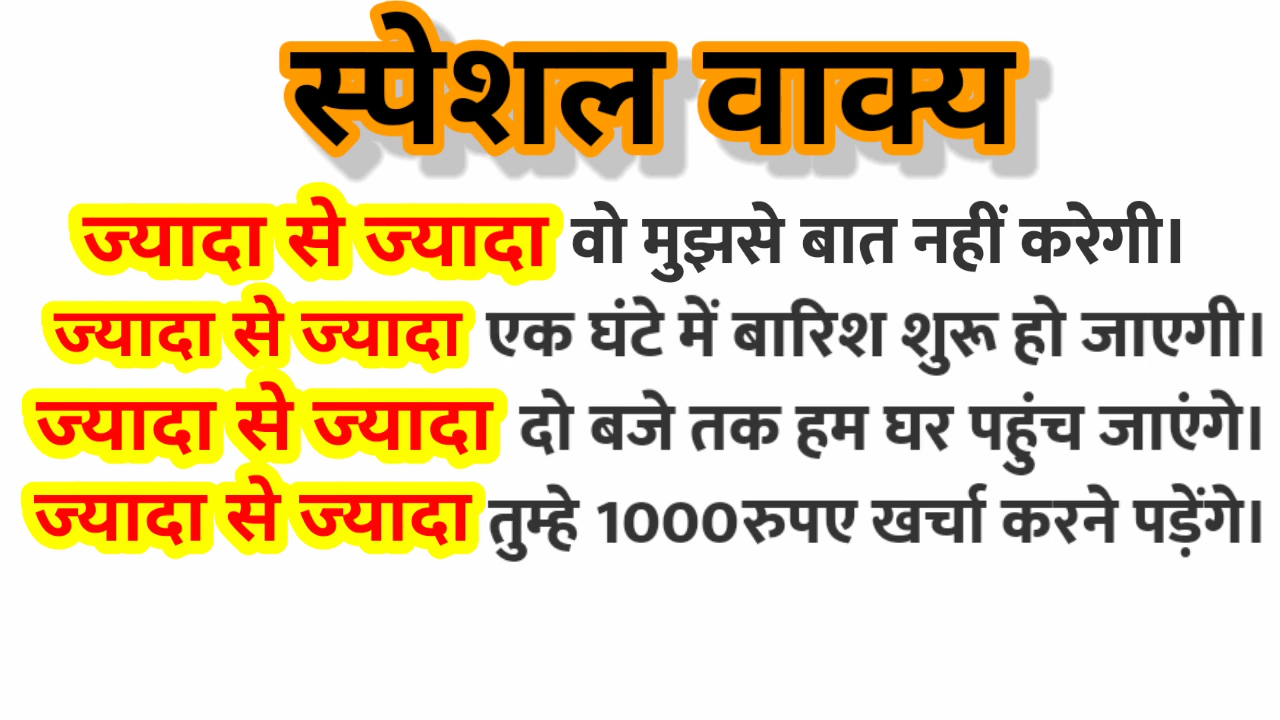 स्पेशल वाक्य
ज्यादा से ज्यादा वो मुझसे बात नहीं करेगी।
ज्यादा से ज्यादा एक घंटे में बारिश शुरू हो जाएगी।
ज्यादा से ज्यादा दो बजे तक हम घर पहुंच जाएंगे।
ज्यादा से ज्यादा तुम्हे 1000रुपए खर्चा करने पड़ेंगे।